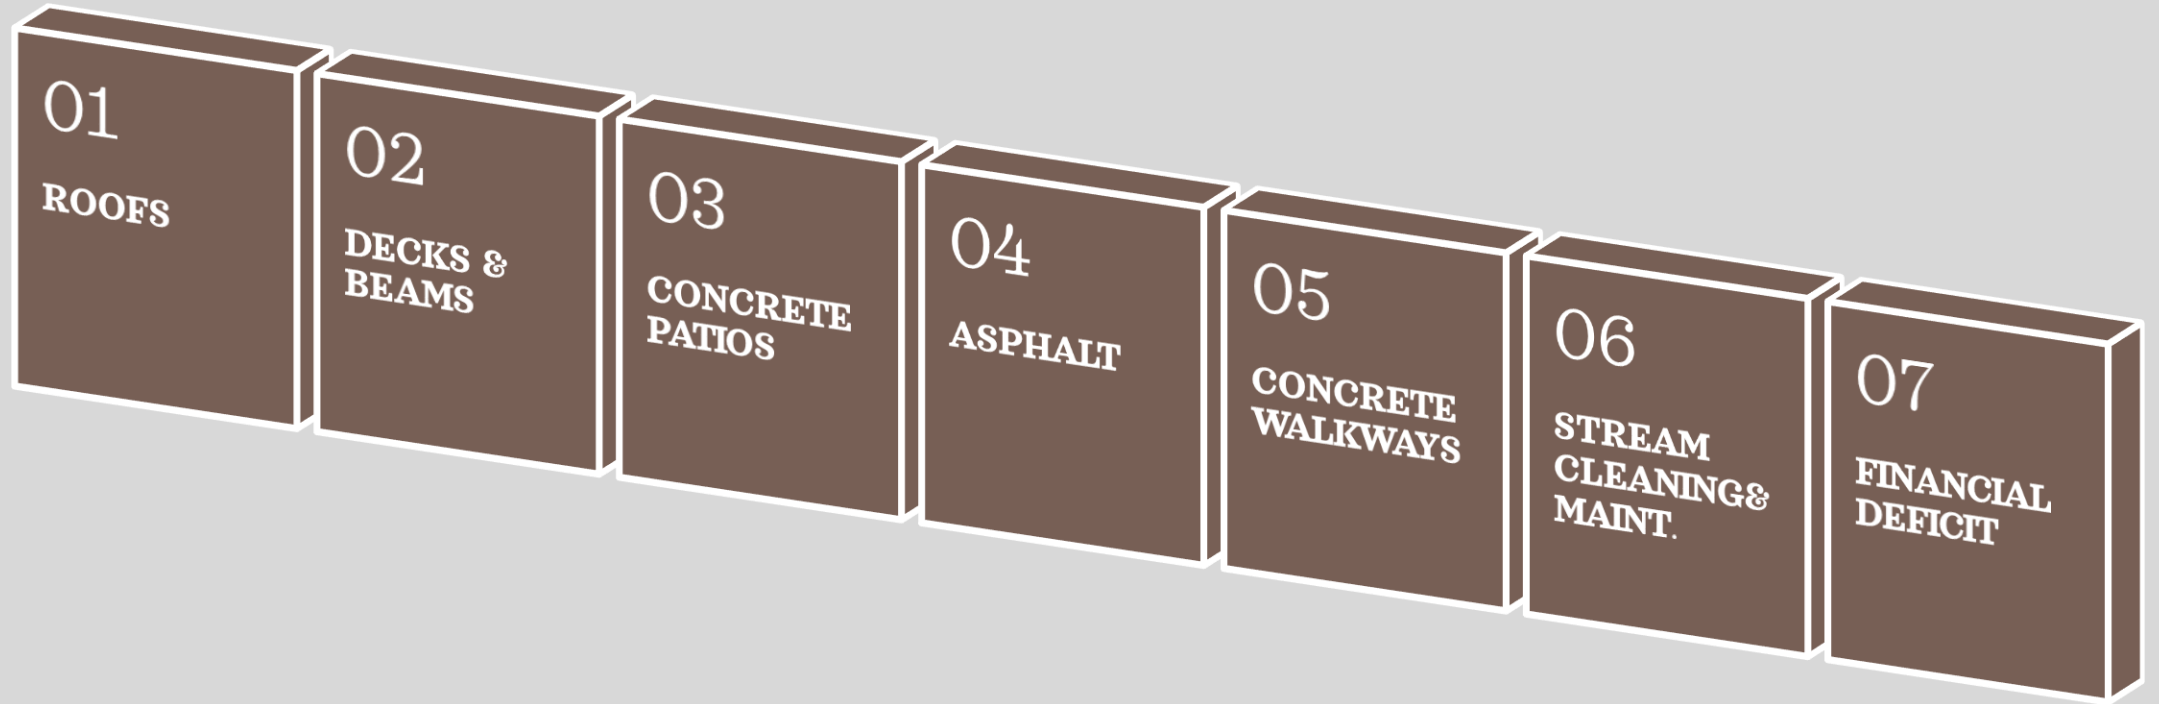 01
ROOFS
02
DECKS &
BEAMS
03
CONCRETE
PATIOS
04
ASPHALT
05
CONCRETE
WALKWAYS
06
STREAM
CLEANING&
MAINT.
07
FINANCIAL
DEFICIT